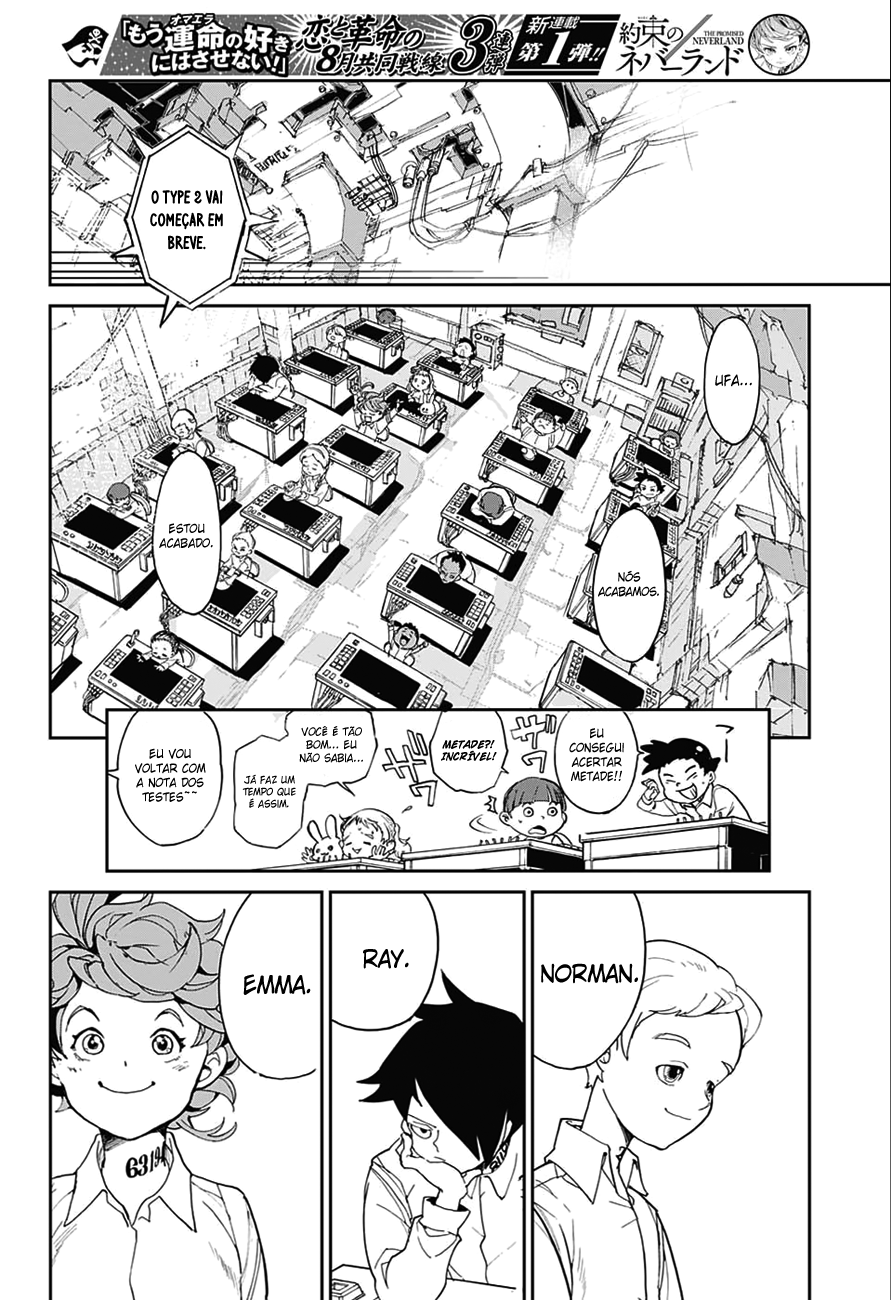 オマエラ
「もう運命の好き
にはさせない!」
恋と革命の
8月共同戦線
3連弾
新連載
第1弾!!
約束の
ネバーランド
THE PROMISED
NEVERLAND
O TYPE 2 VAI
COMEÇAR EM
BREVE.
UFA...
ESTOU
ACABADO.
NÓS
ACABAMOS.
EU
CONSEGUI
ACERTAR
METADE!!
METADE?!
INCRÍVEL!
VOCÊ É TÃO
BOM... EU
NÃO SABIA...
JÁ FAZ UM
TEMPO QUE
É ASSIM.
EU VOU
VOLTAR COM
A NOTA DOS
TESTES~~
ザワ
ザワ
NORMAN.
RAY.
EMMA.
63194